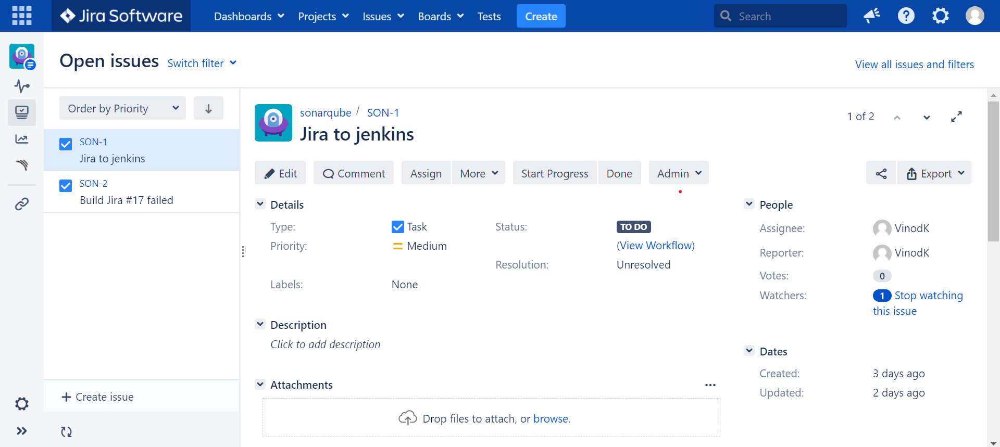 Jira Software
Dashboards Projects Issues Boards Tests Create Search
Open issues Switch filter
View all issues and filters
Order by Priority
SON-1
Jira to jenkins
SON-2
Build Jira #17 failed
Create issue
sonarqube / SON-1
Jira to jenkins
1 of 2
Edit Comment Assign More Start Progress Done Admin Export
Details
Type: Task
Priority: Medium
Labels: None
Status: TO DO
(View Workflow)
Resolution: Unresolved
Description
Click to add description
Attachments
Drop files to attach, or browse.
People
Assignee: VinodK
Reporter: VinodK
Votes: 0
Watchers: 1 Stop watching
this issue
Dates
Created: 3 days ago
Updated: 2 days ago